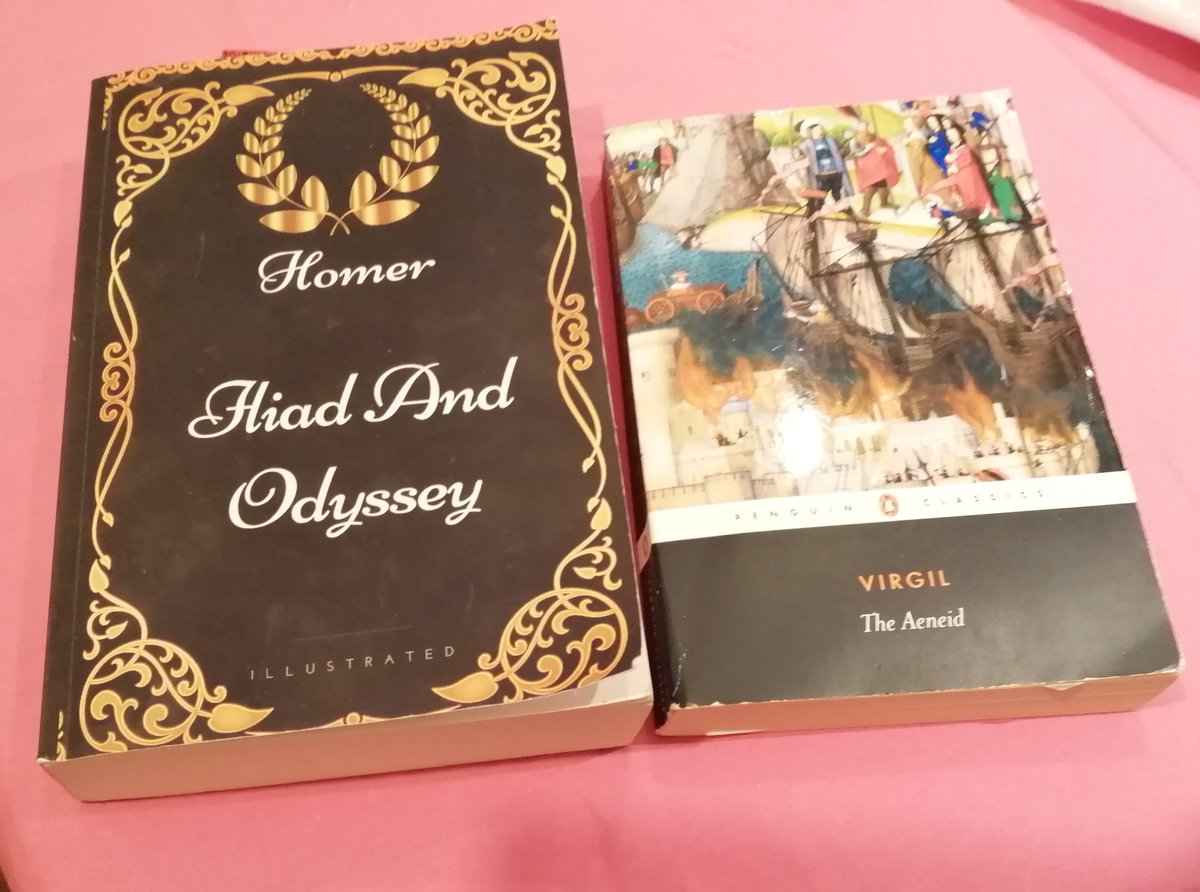 Homer
Iliad And
Odyssey
ILLUSTRATED
PENGUIN CLASSICS
VIRGIL
The Aeneid